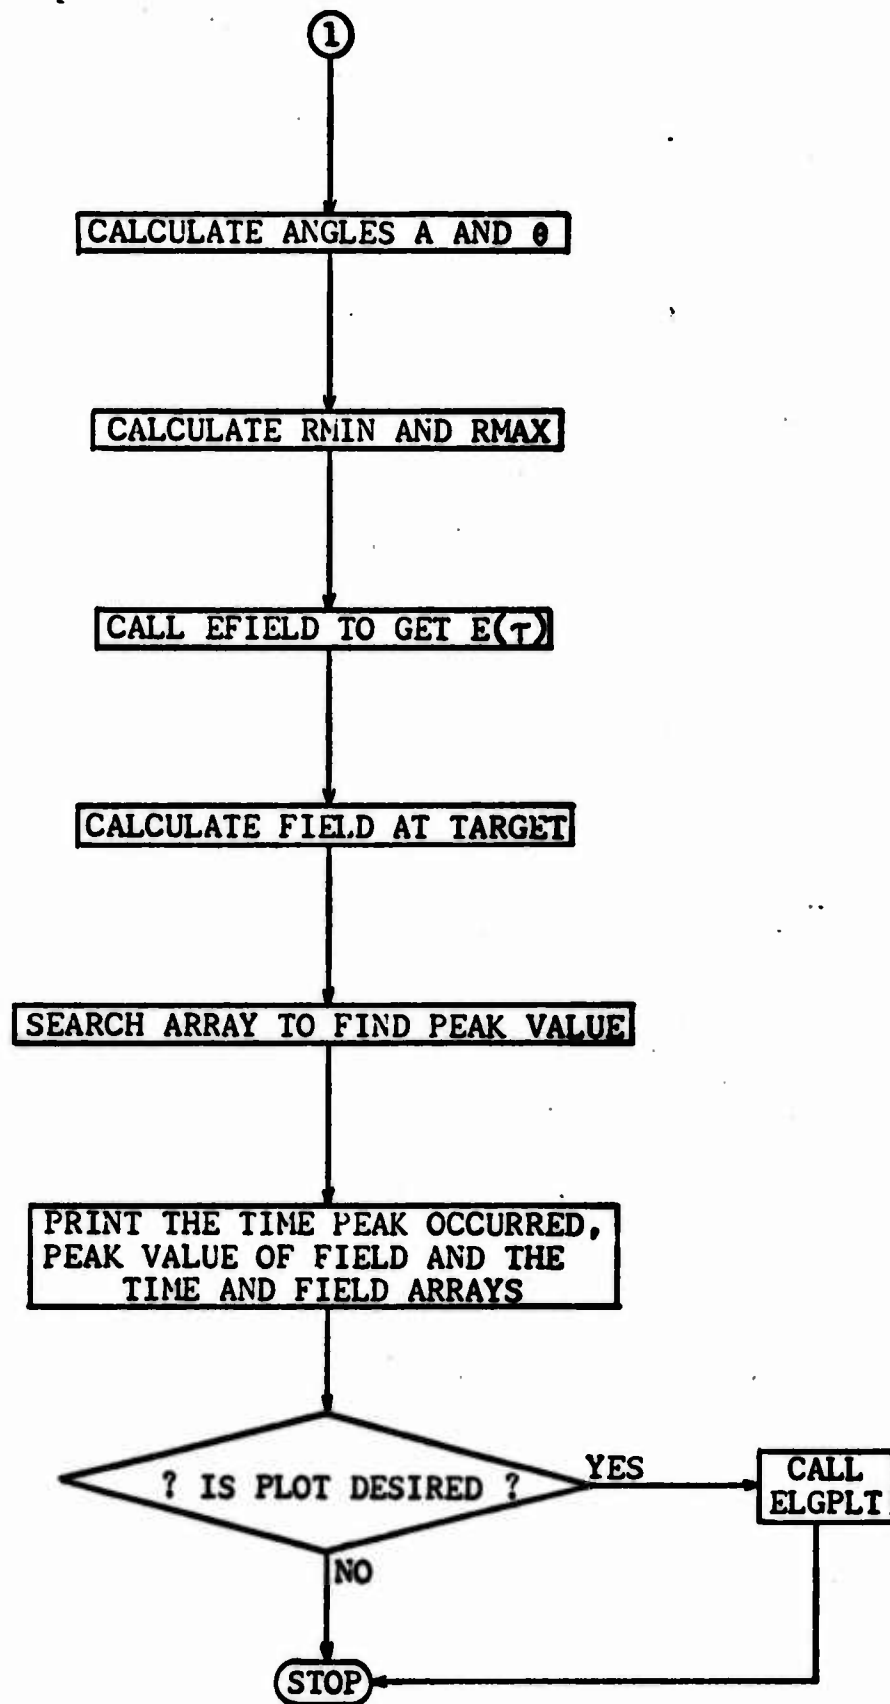 1
CALCULATE ANGLES A AND θ
CALCULATE RMIN AND RMAX
CALL EFIELD TO GET E(τ)
CALCULATE FIELD AT TARGET
SEARCH ARRAY TO FIND PEAK VALUE
PRINT THE TIME PEAK OCCURRED,
PEAK VALUE OF FIELD AND THE
TIME AND FIELD ARRAYS
? IS PLOT DESIRED ?
YES
CALL
ELGPLT
NO
STOP